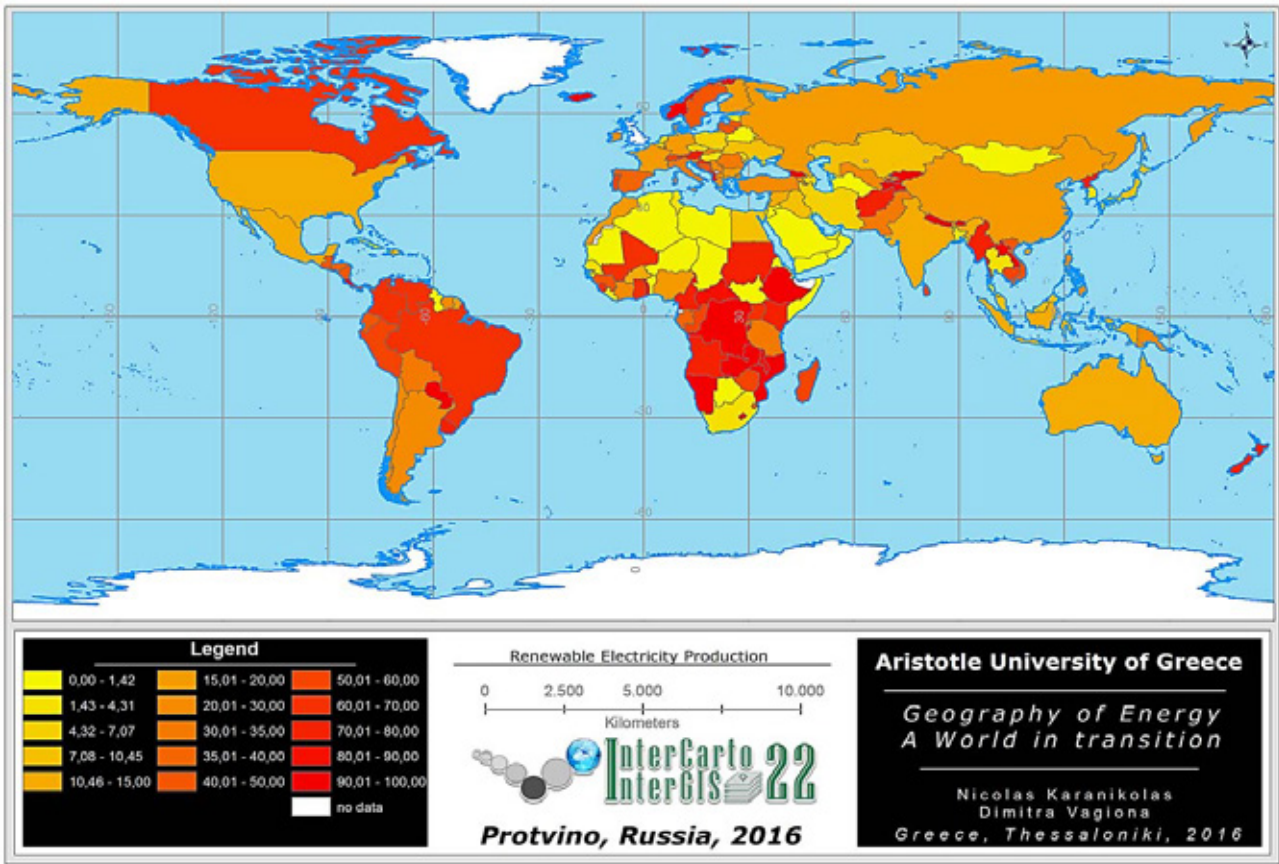 Legend
0,00 - 1,42
1,43 - 4,31
4,32 - 7,07
7,08 - 10,45
10,46 - 15,00
15,01 - 20,00
20,01 - 30,00
30,01 - 35,00
35,01 - 40,00
40,01 - 50,00
50,01 - 60,00
60,01 - 70,00
70,01 - 80,00
80,01 - 90,00
90,01 - 100,00
no data
Renewable Electricity Production
0 2.500 5.000 10.000
Kilometers
InterCarto
InterGIS 22
Protvino, Russia, 2016
Aristotle University of Greece
Geography of Energy
A World in transition
Nicolas Karanikolas
Dimitra Vagiona
Greece, Thessaloniki, 2016